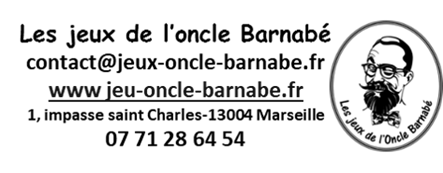 Les jeux de l'oncle Barnabé
contact@jeux-oncle-barnabe.fr
www jeu-oncle-barnabe.fr
1, impasse saint Charles-13004 Marseille
07 71 28 64 54
Les jeux de l'Oncle Barnabé